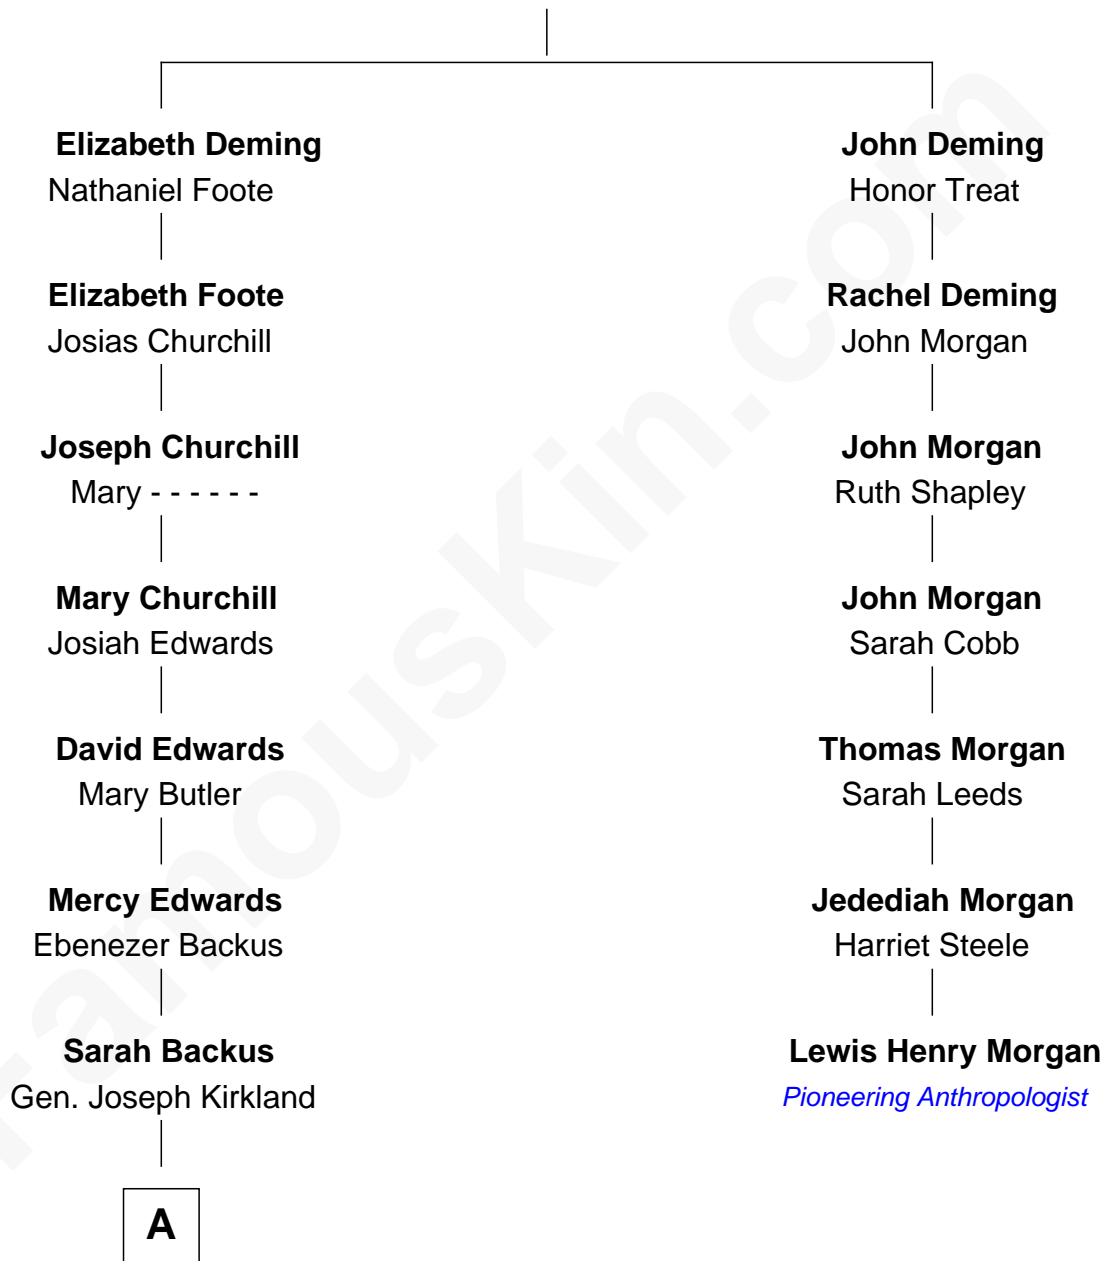 Elizabeth Deming
Nathaniel Foote
John Deming
Honor Treat
Elizabeth Foote
Josias Churchill
Rachel Deming
John Morgan
Joseph Churchill
Mary - - - - - -
John Morgan
Ruth Shapley
Mary Churchill
Josiah Edwards
John Morgan
Sarah Cobb
David Edwards
Mary Butler
Thomas Morgan
Sarah Leeds
Mercy Edwards
Ebenezer Backus
Jedediah Morgan
Harriet Steele
Sarah Backus
Gen. Joseph Kirkland
Lewis Henry Morgan
Pioneering Anthropologist
A
FamousKin.com